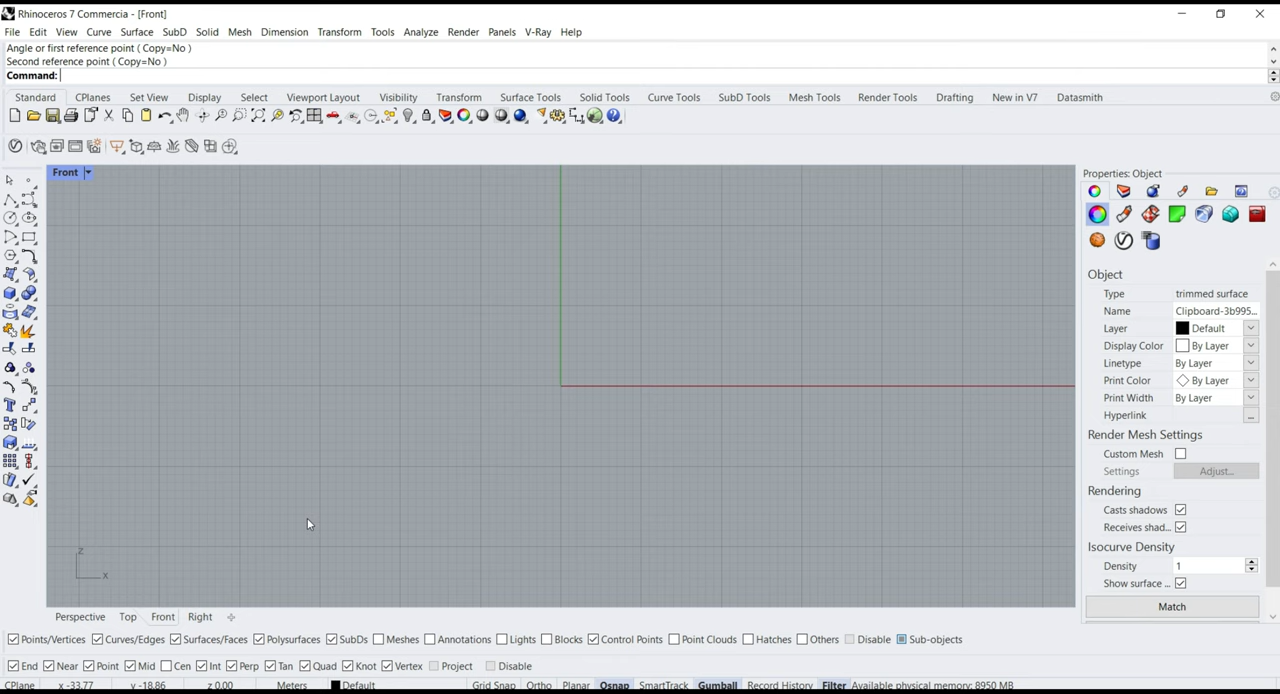 Rhinoceros 7 Commercia - [Front]
File Edit View Curve Surface SubD Solid Mesh Dimension Transform Tools Analyze Render Panels V-Ray Help
Angle or first reference point ( Copy=No )
Second reference point ( Copy=No )
Command:
Standard CPlanes Set View Display Select Viewport Layout Visibility Transform Surface Tools Solid Tools Curve Tools SubD Tools Mesh Tools Render Tools Drafting New in V7 Datasmith
Front
Properties: Object
Object
Type trimmed surface
Name Clipboard-3b995...
Layer Default
Display Color By Layer
Linetype By Layer
Print Color By Layer
Print Width By Layer
Hyperlink ...
Render Mesh Settings
Custom Mesh
Settings Adjust...
Rendering
Casts shadows
Receives shad...
Isocurve Density
Density 1
Show surface ...
Match
z
x
Perspective Top Front Right
Points/Vertices Curves/Edges Surfaces/Faces Polysurfaces SubDs Meshes Annotations Lights Blocks Control Points Point Clouds Hatches Others Disable Sub-objects
End Near Point Mid Cen Int Perp Tan Quad Knot Vertex Project Disable
CPlane x -33.77 y -18.86 z 0.00 Meters Default Grid Snap Ortho Planar Osnap SmartTrack Gumball Record History Filter Available physical memory: 8950 MB